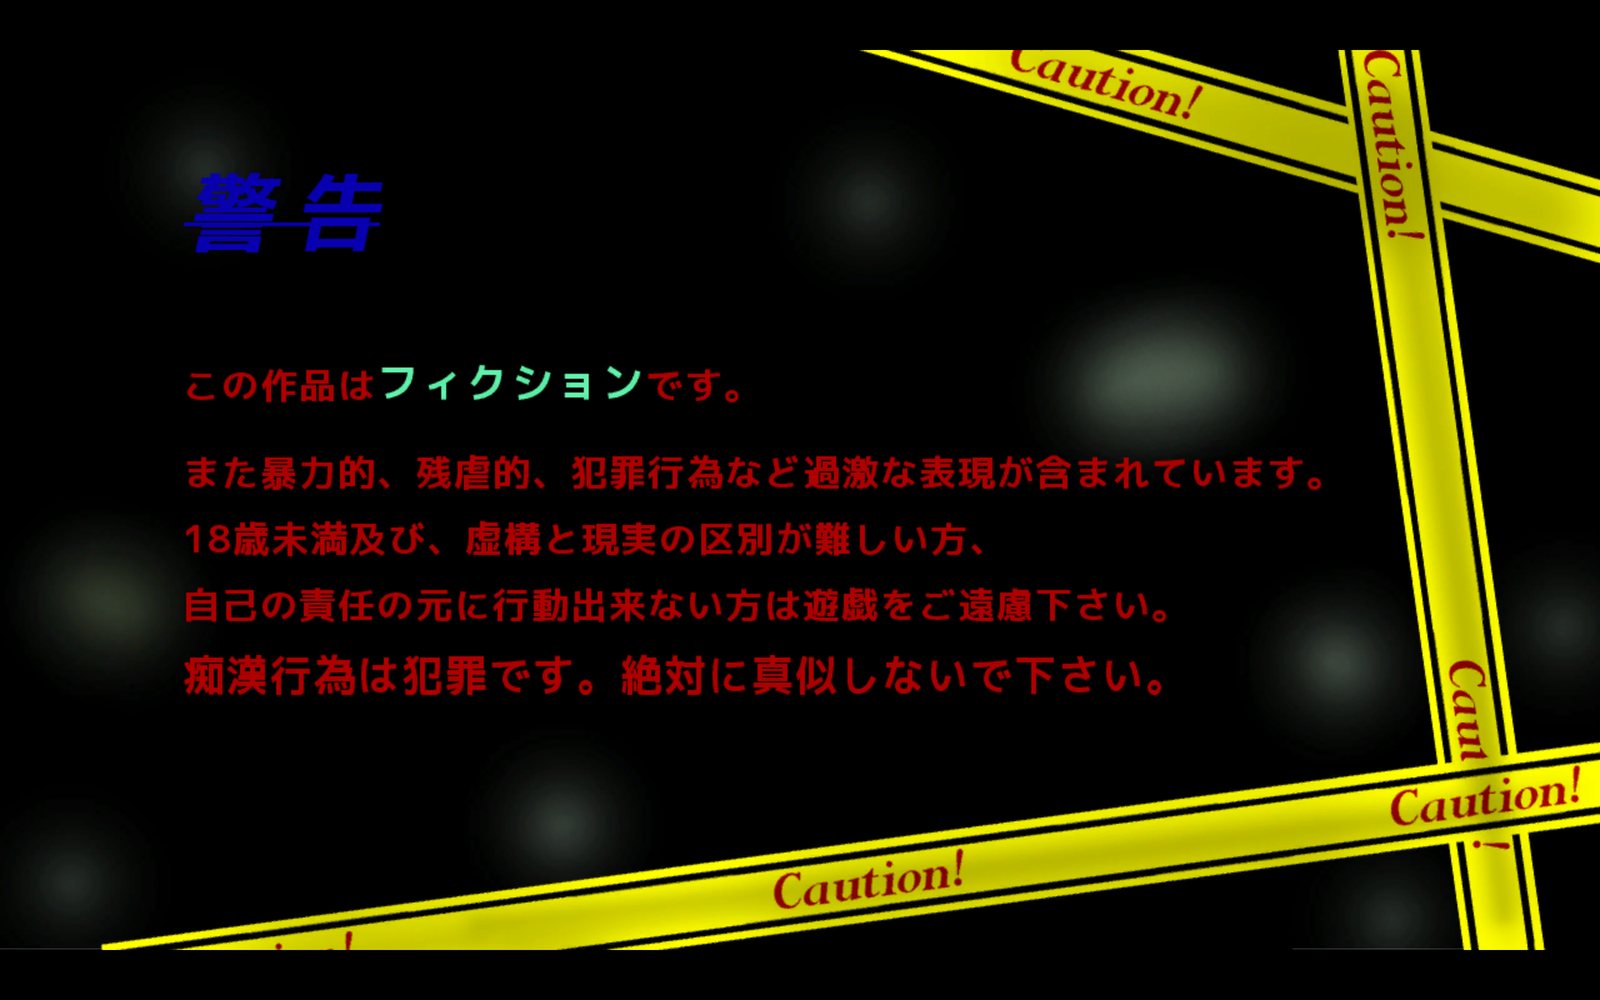 Caution!
Caution!
警告
この作品はフィクションです。
また暴力的、残虐的、犯罪行為など過激な表現が含まれています。
18歳未満及び、虚構と現実の区別が難しい方、
自己の責任の元に行動出来ない方は遊戯をご遠慮下さい。
痴漢行為は犯罪です。絶対に真似しないで下さい。
Caut
!
Caution!
Caution!
ion!